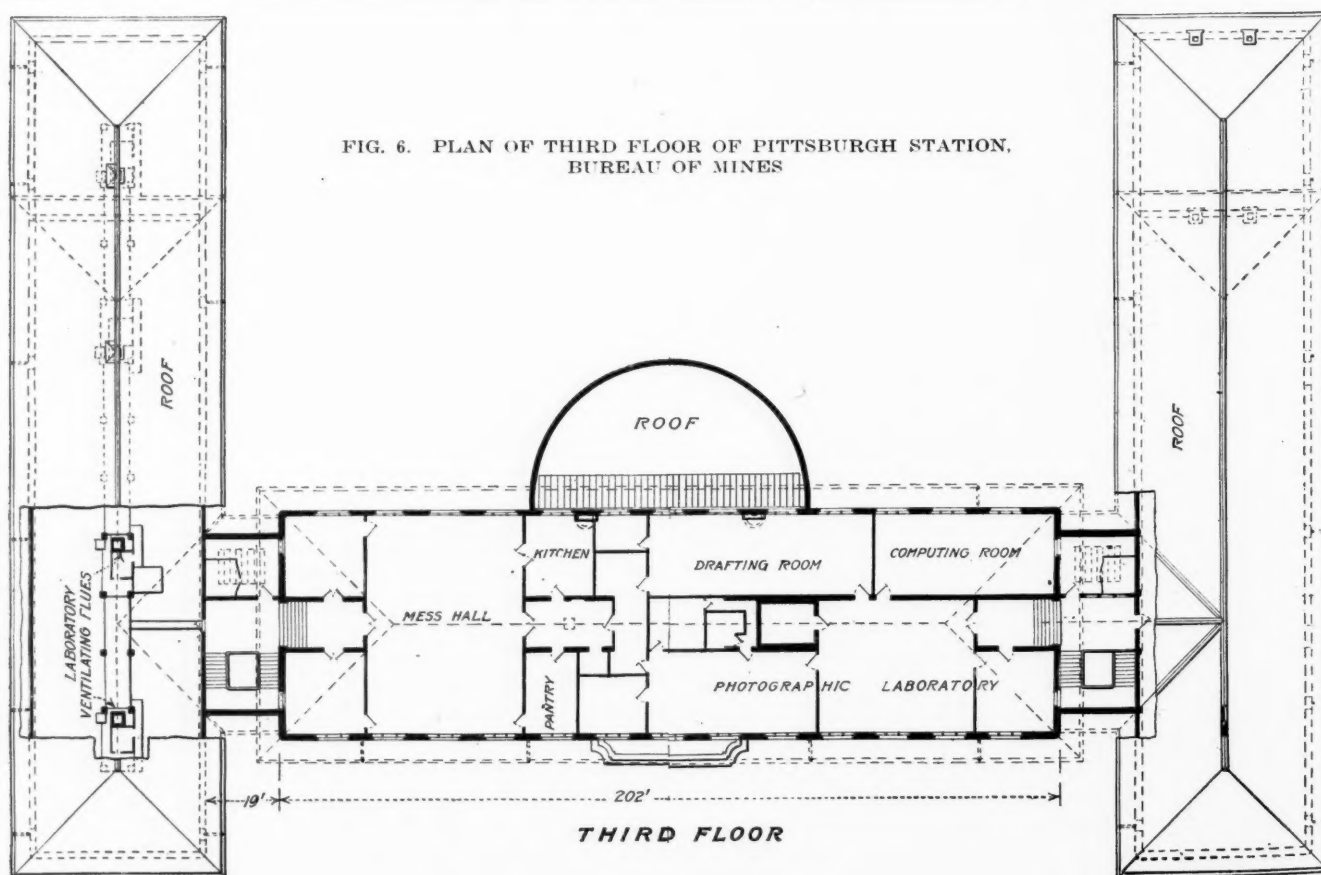 FIG. 6. PLAN OF THIRD FLOOR OF PITTSBURGH STATION,
BUREAU OF MINES
ROOF
ROOF
ROOF
KITCHEN
DRAFTING ROOM
COMPUTING ROOM
MESS HALL
LABORATORY
VENTILATING FLUES
PANTRY
PHOTOGRAPHIC LABORATORY
19'
202'
THIRD FLOOR